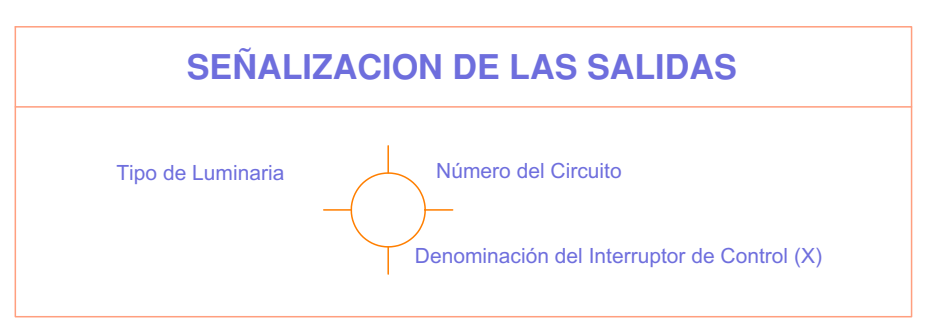 SEÑALIZACION DE LAS SALIDAS
Tipo de Luminaria
Número del Circuito
Denominación del Interruptor de Control (X)